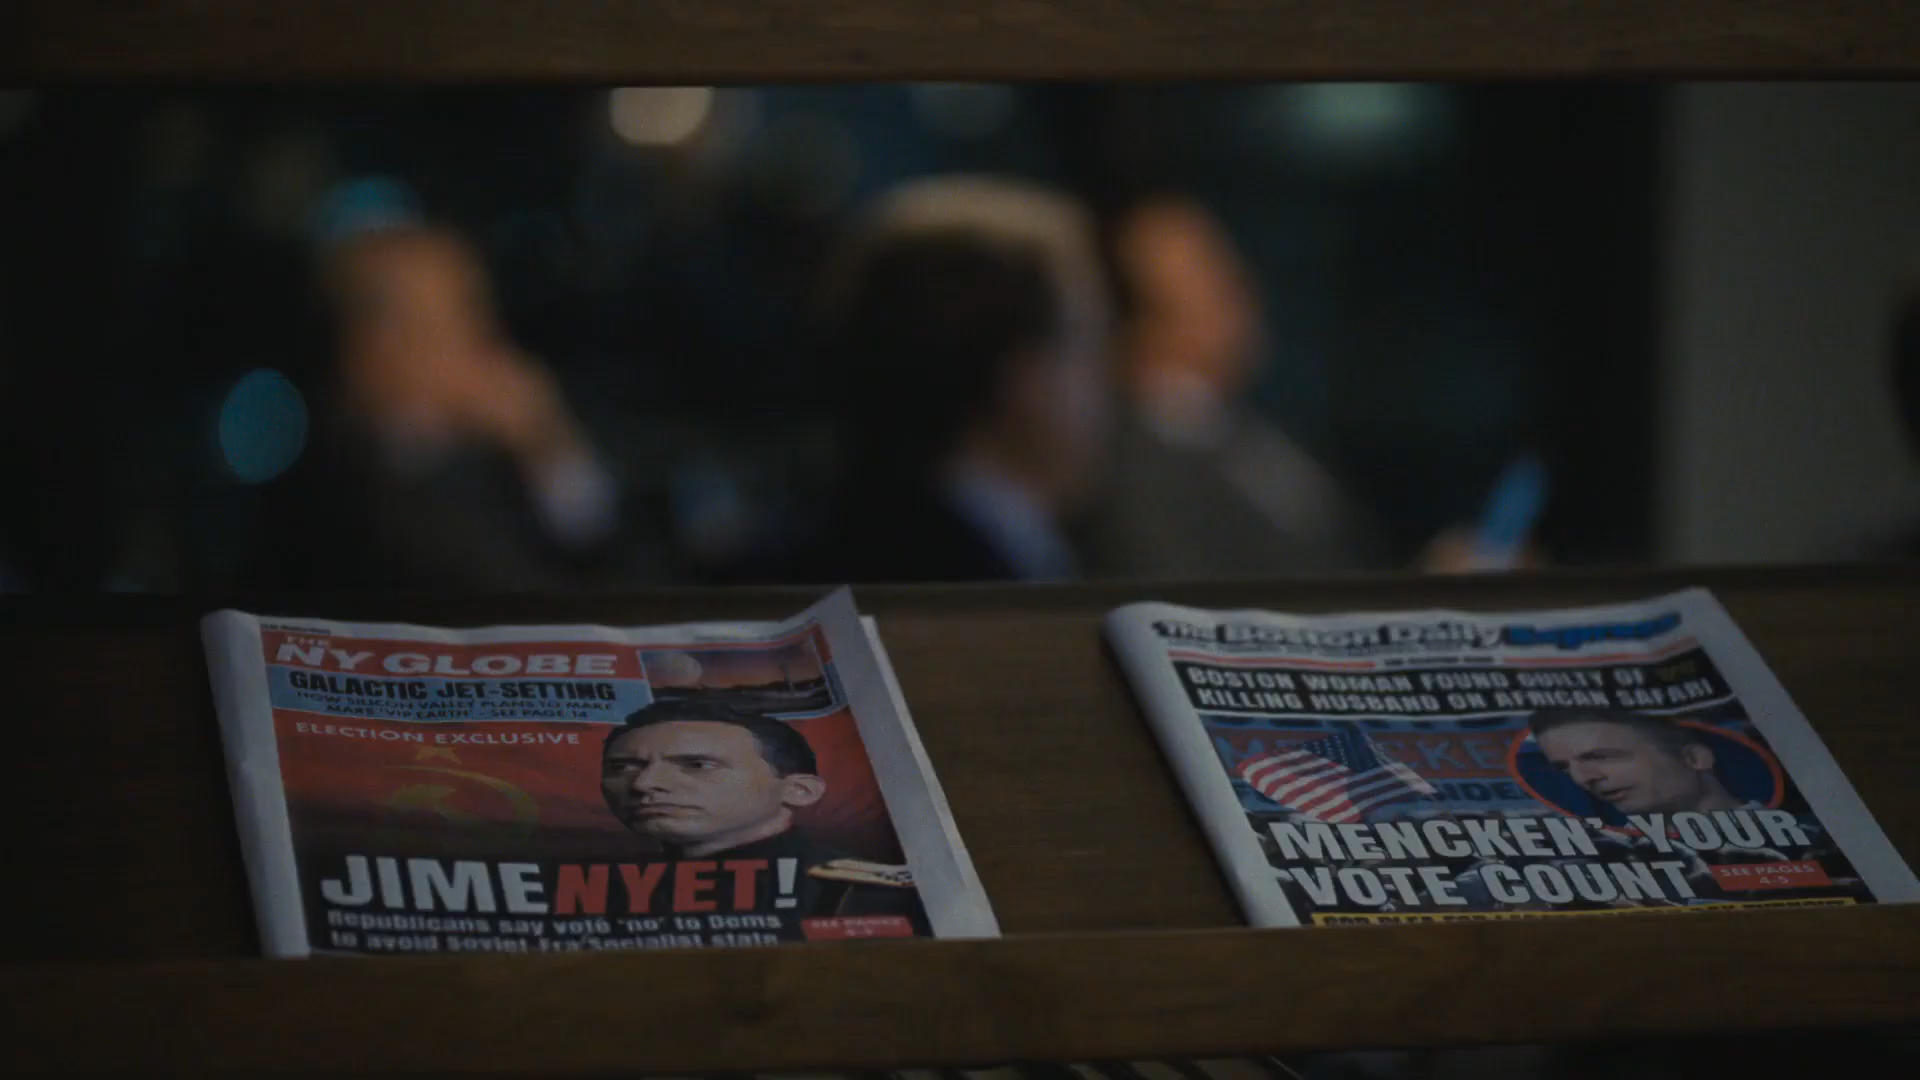 THE
NY GLOBE
GALACTIC JET-SETTING
HOW SILICON VALLEY PLANS TO MAKE
MARS 'VIP EARTH' - SEE PAGE 14
ELECTION EXCLUSIVE
JIMENYET!
Republicans say vote "no" to Dems
to avoid Soviet-Era Socialist state
SEE PAGES
The Boston Daily Express
BOSTON WOMAN FOUND GUILTY OF
KILLING HUSBAND ON AFRICAN SAFARI
MENCKEN' YOUR
VOTE COUNT
SEE PAGES
4-5